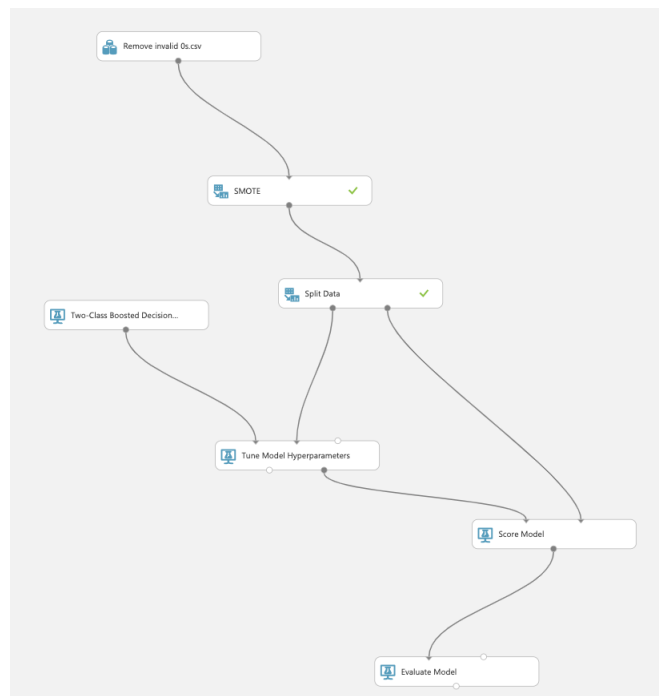 Remove invalid 0s.csv
SMOTE
Split Data
Two-Class Boosted Decision...
Tune Model Hyperparameters
Score Model
Evaluate Model